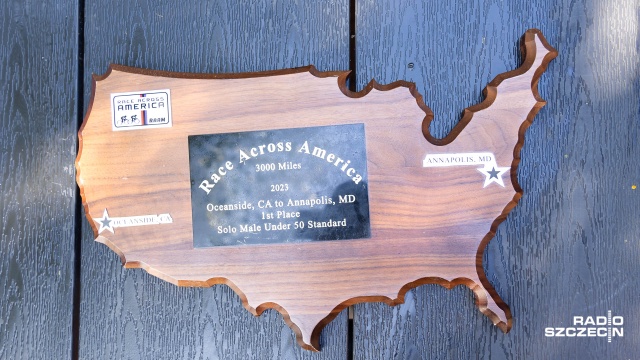 RACE ACROSS
AMERICA
RAAM
Race Across America
3000 Miles
2023
Oceanside, CA to Annapolis, MD
1st Place
Solo Male Under 50 Standard
ANNAPOLIS, MD
OCEANSIDE, CA
RADIO
SZCZECIN